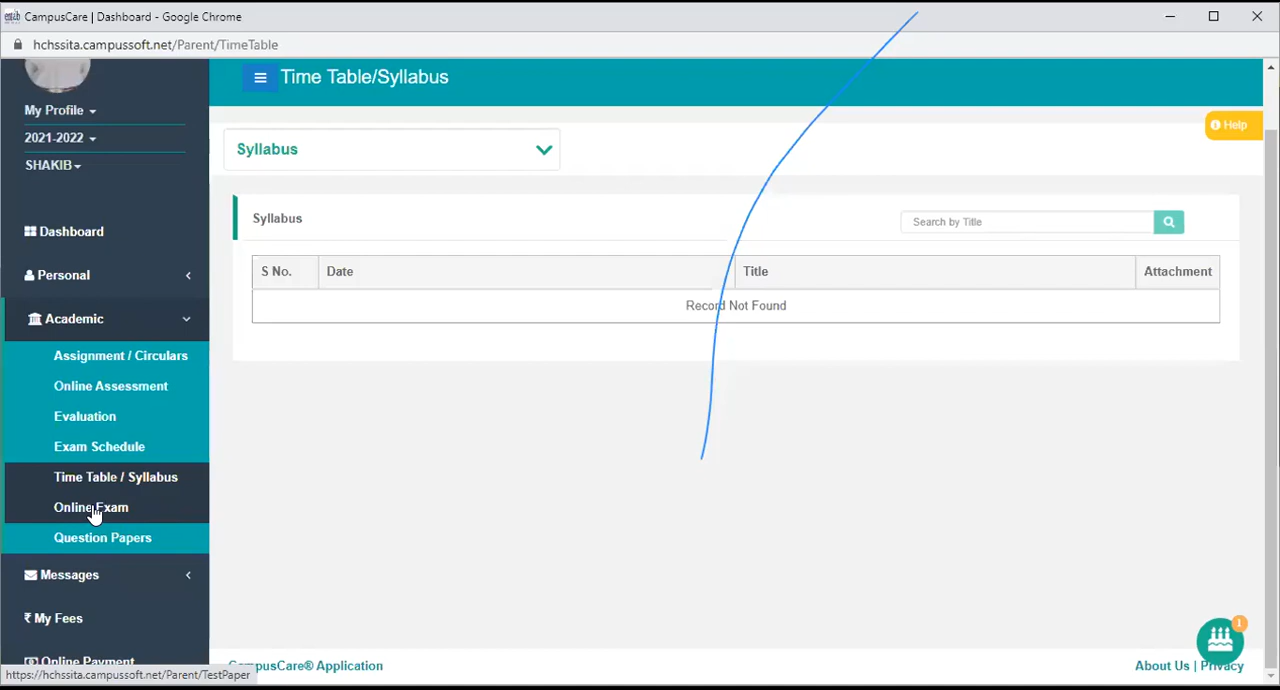 CampusCare | Dashboard - Google Chrome
hchssita.campussoft.net/Parent/TimeTable
Time Table/Syllabus
My Profile
2021-2022
SHAKIB
Help
Syllabus
Syllabus
Search by Title
S No. Date Title Attachment
Record Not Found
Dashboard
Personal
Academic
Assignment / Circulars
Online Assessment
Evaluation
Exam Schedule
Time Table / Syllabus
Online Exam
Question Papers
Messages
₹ My Fees
Online Payment
1
CampusCare® Application
About Us | Privacy
https://hchssita.campussoft.net/Parent/TestPaper